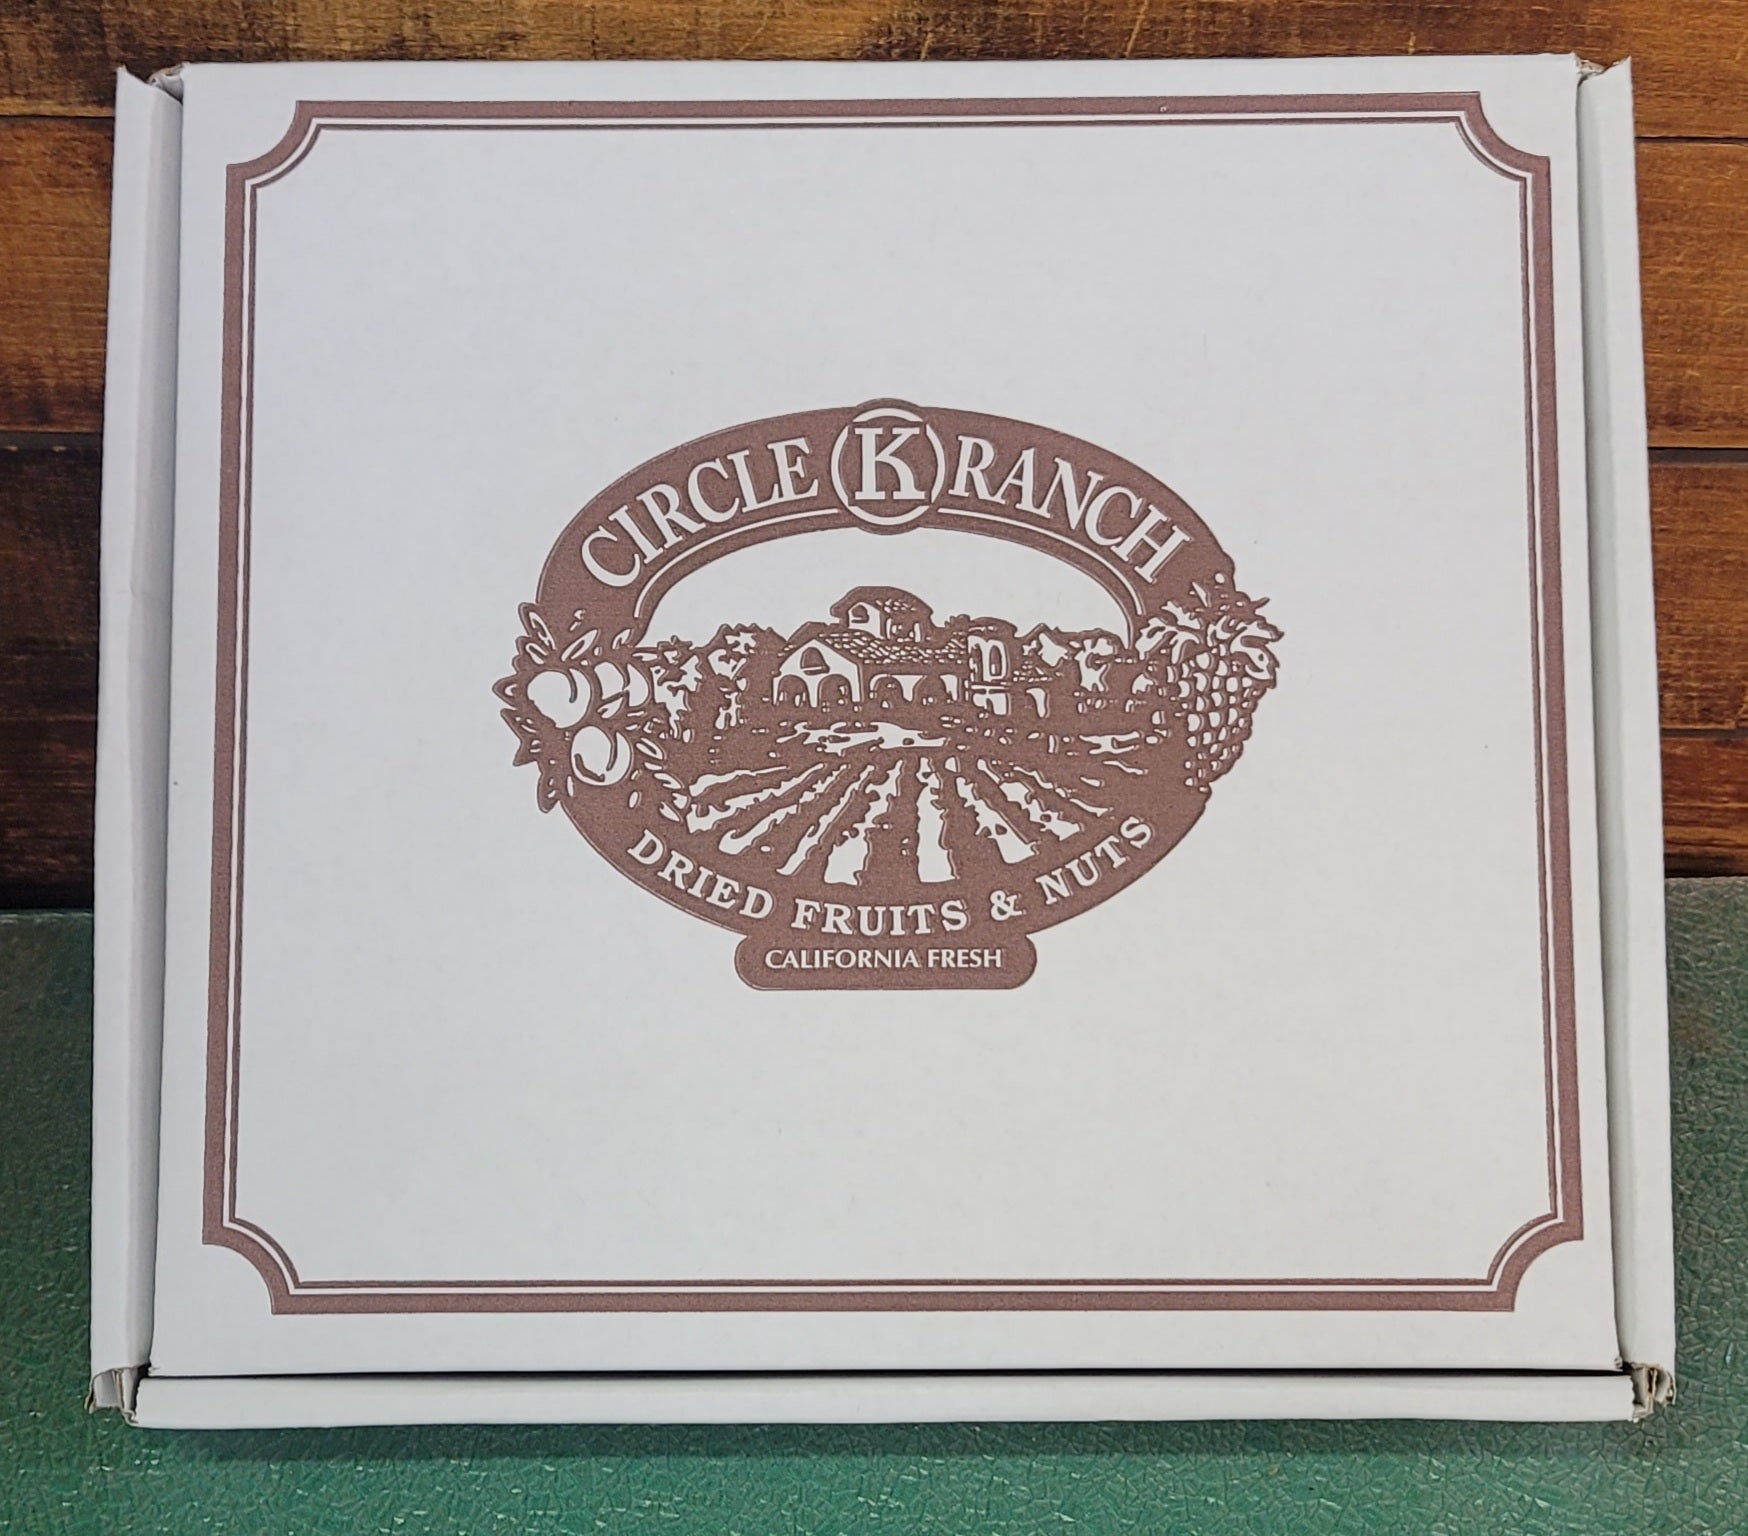 CIRCLE K RANCH
DRIED FRUITS & NUTS
CALIFORNIA FRESH